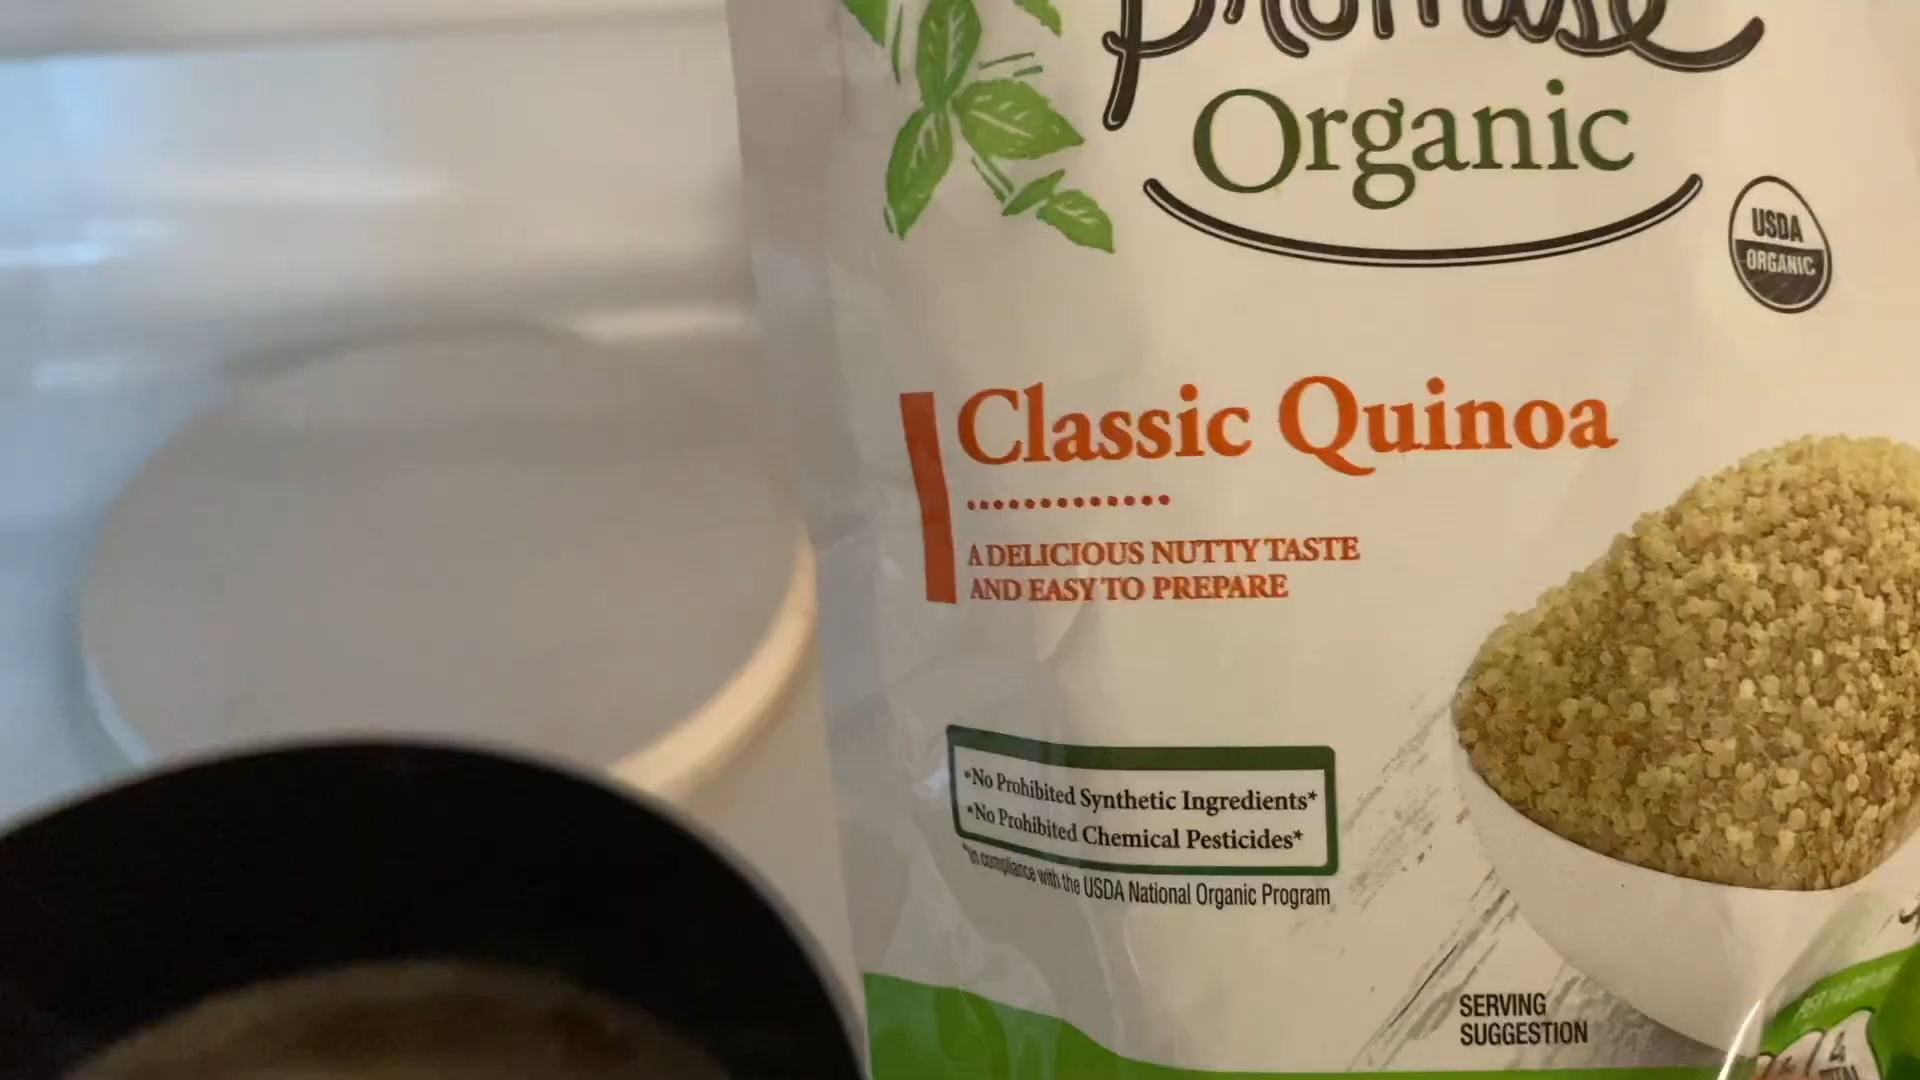 Promise
Organic
USDA
ORGANIC
Classic Quinoa
A DELICIOUS NUTTY TASTE
AND EASY TO PREPARE
•No Prohibited Synthetic Ingredients*
•No Prohibited Chemical Pesticides*
*In compliance with the USDA National Organic Program
SERVING
SUGGESTION